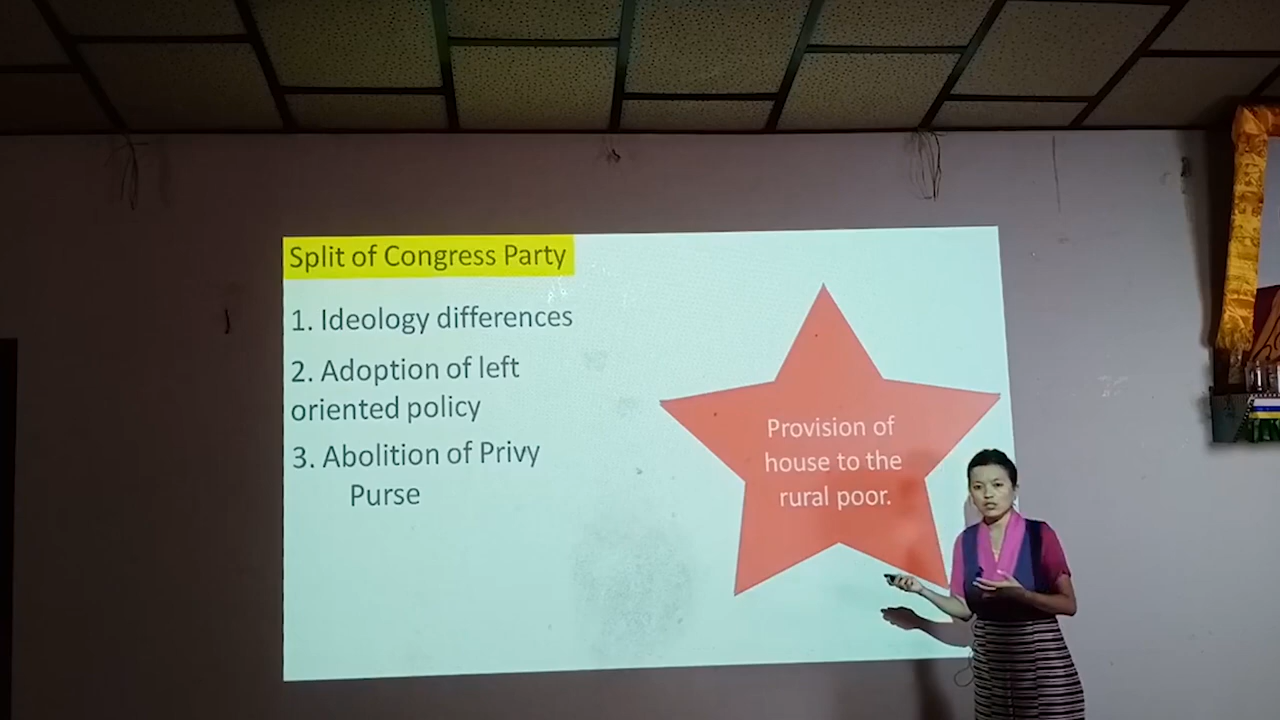 Split of Congress Party
1. Ideology differences
2. Adoption of left
oriented policy
3. Abolition of Privy
Purse
Provision of
house to the
rural poor.